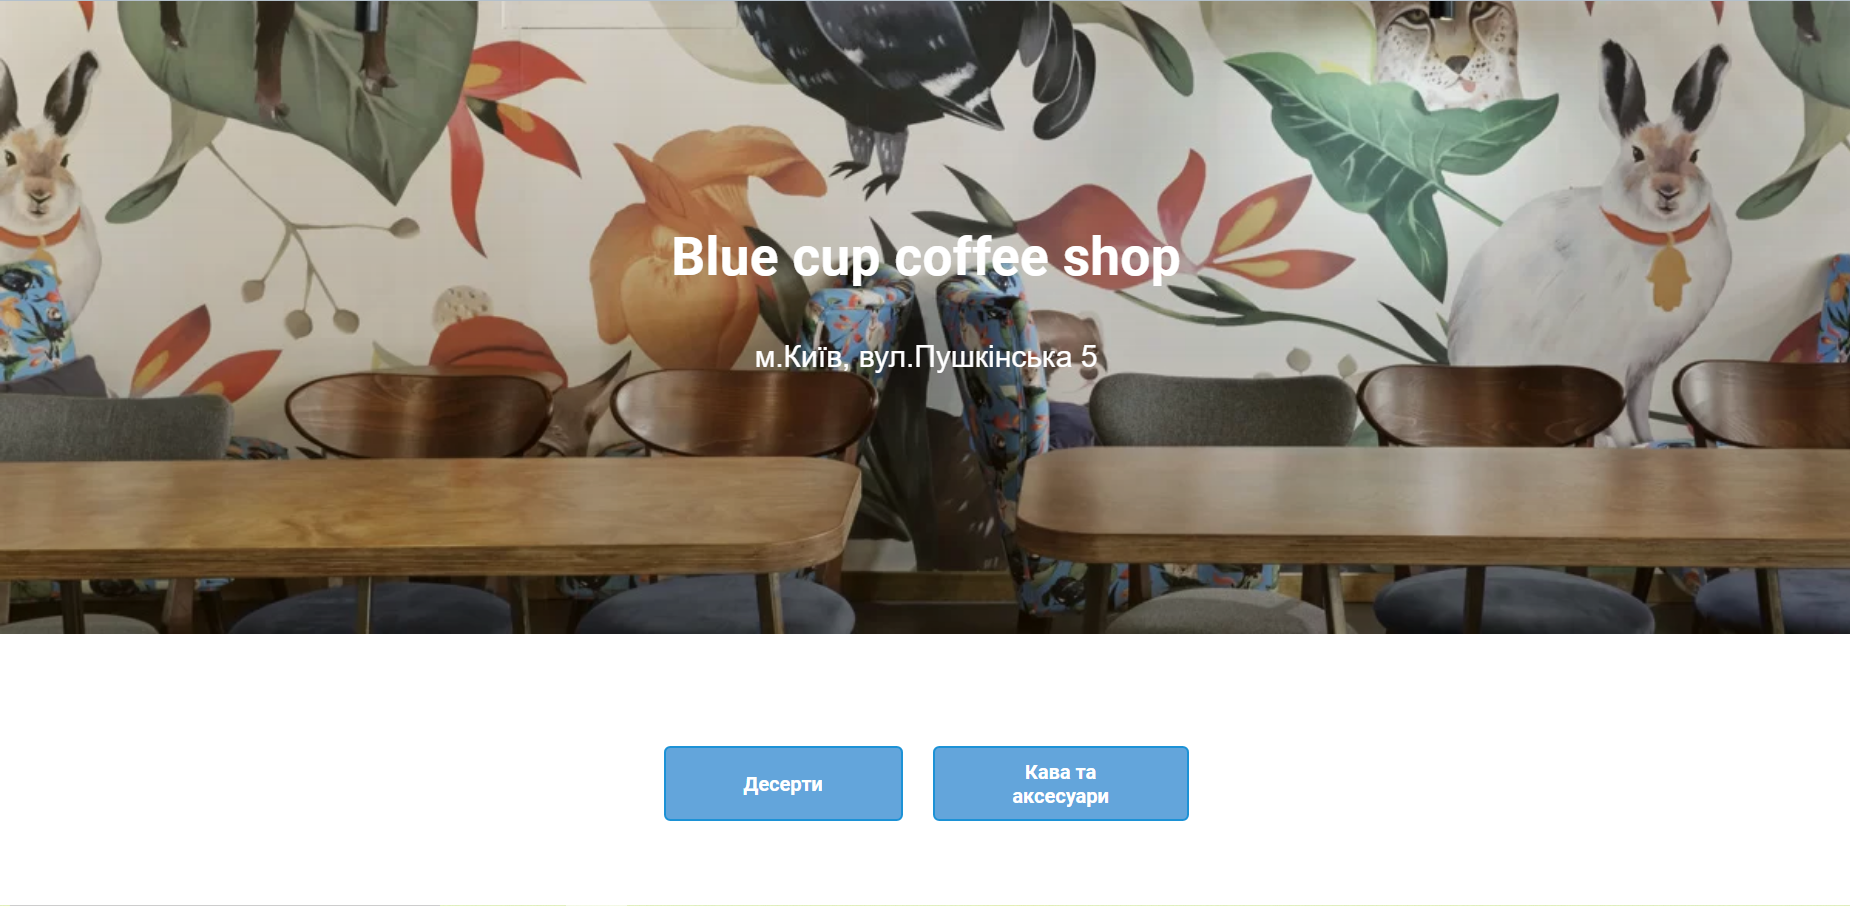 Blue cup coffee shop
м.Київ, вул.Пушкінська 5
Десерти
Кава та
аксесуари